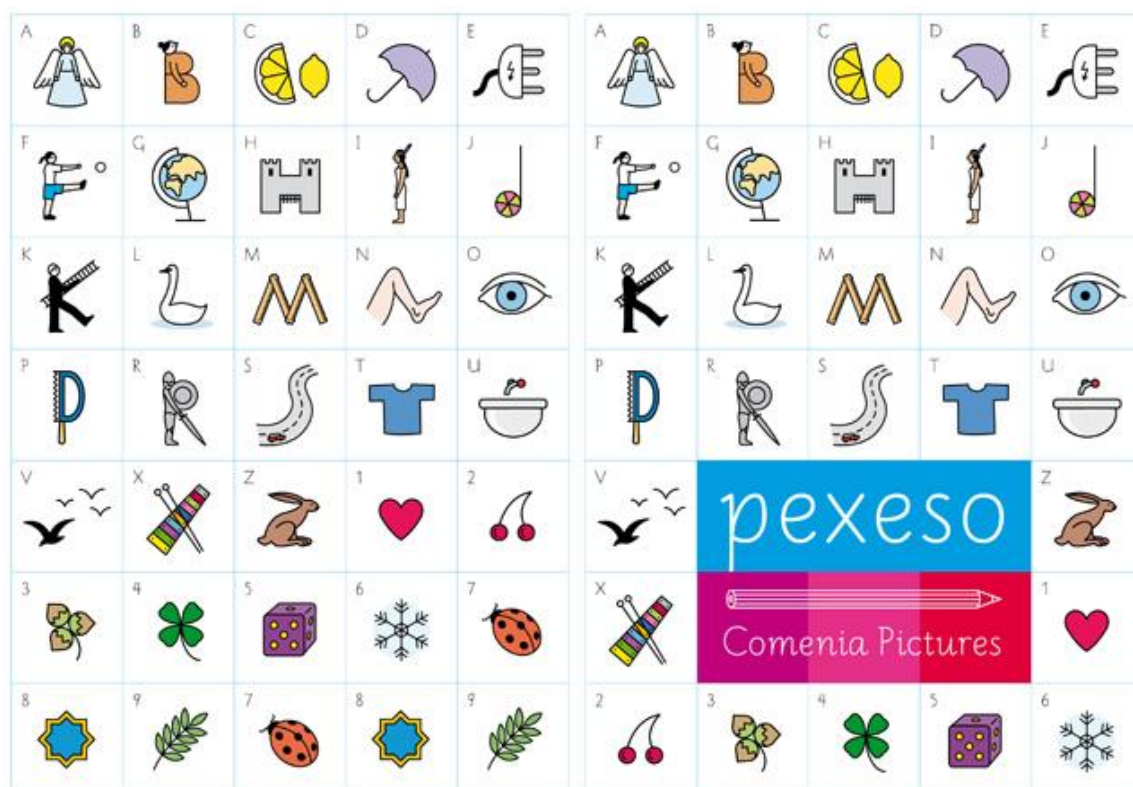 A B C D E
F G H I J
K L M N O
P R S T U
V X Z 1 2
3 4 5 6 7
8 9 7 8 9
A B C D E
F G H I J
K L M N O
P R S T U
V pexeso Z
X Comenia Pictures 1
2 3 4 5 6